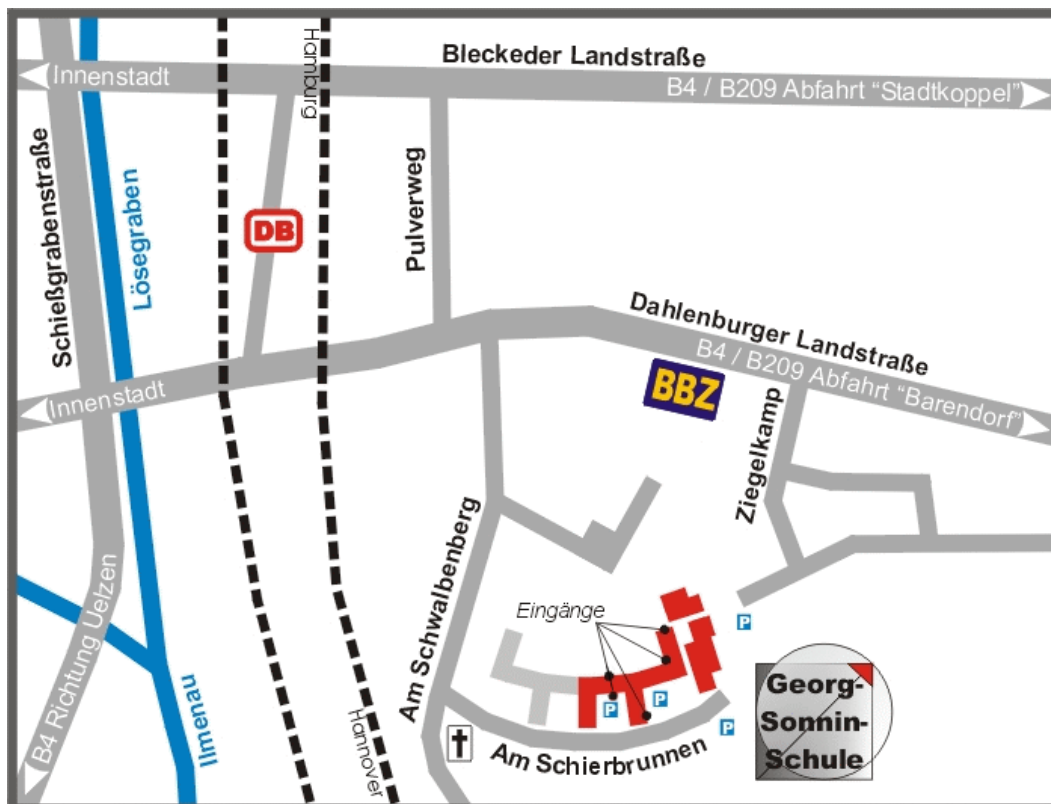 Bleckeder Landstraße
Innenstadt
Hamburg
B4 / B209 Abfahrt "Stadtkoppel"
Schießgrabenstraße
Lösegraben
DB
Pulverweg
Dahlenburger Landstraße
B4 / B209 Abfahrt "Barendorf"
Innenstadt
BBZ
Ziegelkamp
Am Schwalbenberg
Eingänge
B4 Richtung Uelzen
Ilmenau
Hannover
P
P
P
P
Am Schierbrunnen
Georg-
Sonnin-
Schule